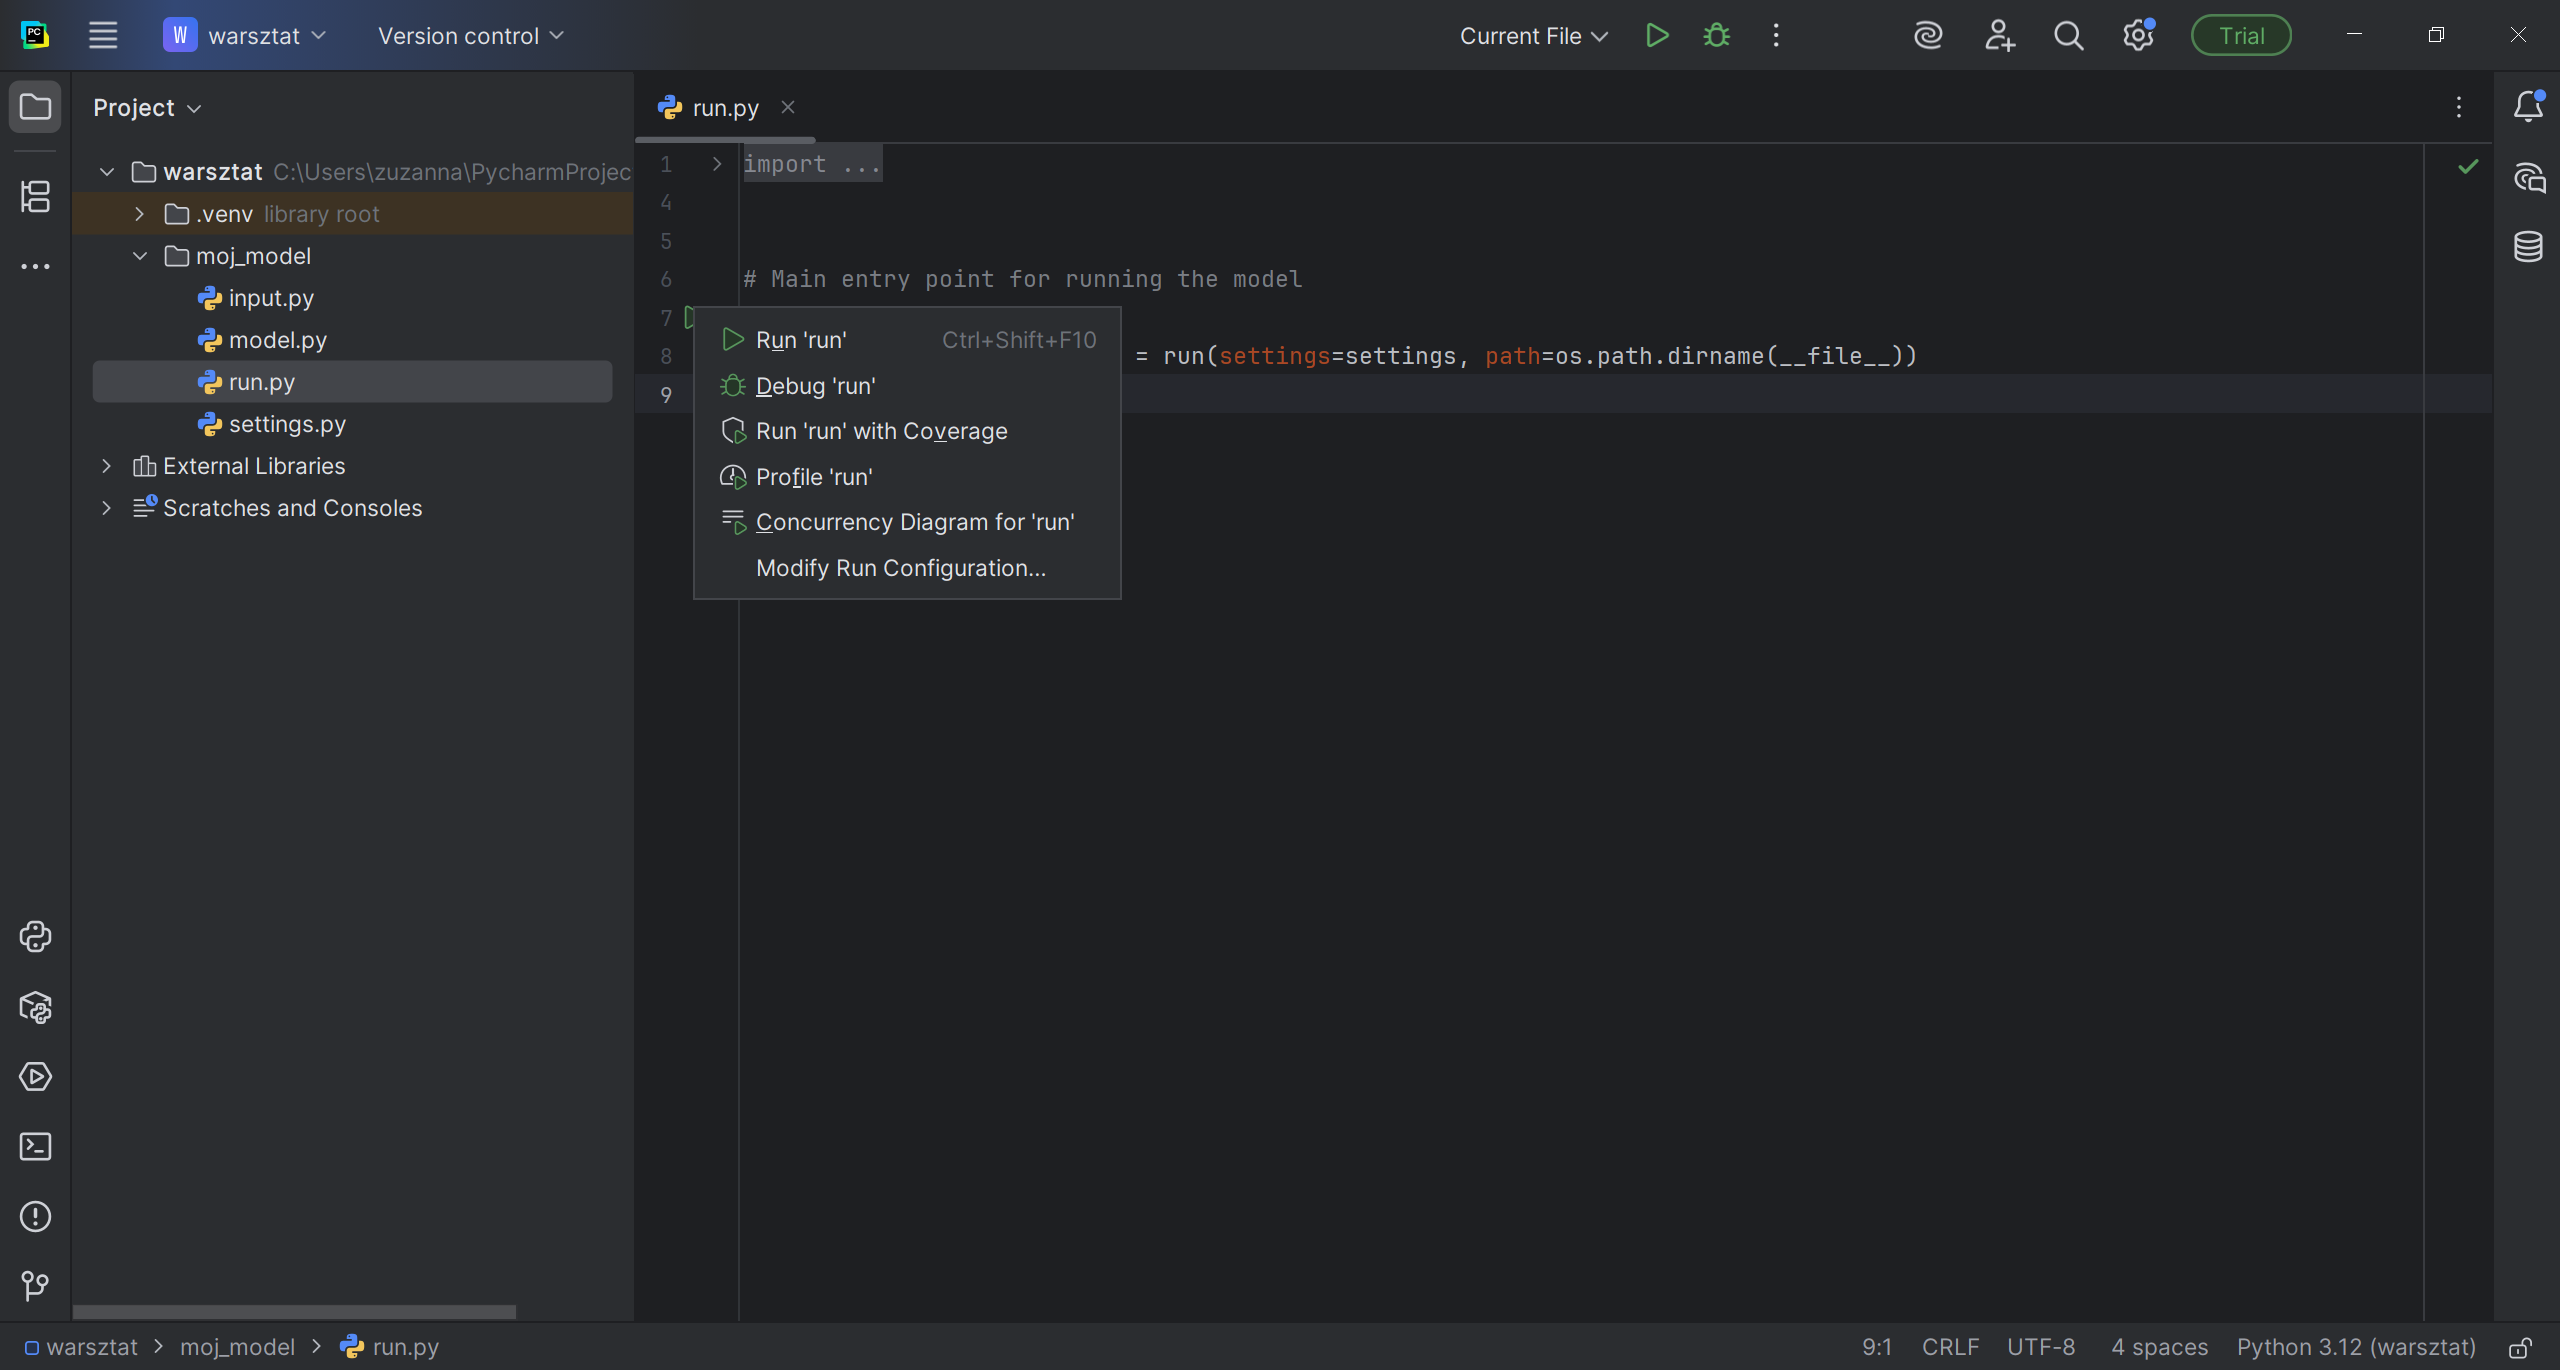 PC
W warsztat Version control Current File Trial
Project
run.py
warsztat C:\Users\zuzanna\PycharmProjec
.venv library root
moj_model
input.py
model.py
run.py
settings.py
External Libraries
Scratches and Consoles
1 import ...
4
5
6 # Main entry point for running the model
7
8 = run(settings=settings, path=os.path.dirname(__file__))
9
Run 'run' Ctrl+Shift+F10
Debug 'run'
Run 'run' with Coverage
Profile 'run'
Concurrency Diagram for 'run'
Modify Run Configuration...
warsztat moj_model run.py 9:1 CRLF UTF-8 4 spaces Python 3.12 (warsztat)